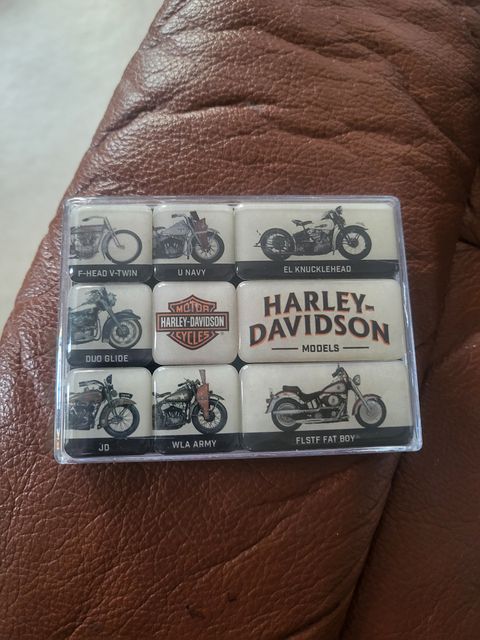 F-HEAD V-TWIN
U NAVY
EL KNUCKLEHEAD
DUO GLIDE
MOTOR
HARLEY-DAVIDSON
CYCLES
HARLEY-
DAVIDSON
MODELS
JD
WLA ARMY
FLSTF FAT BOY